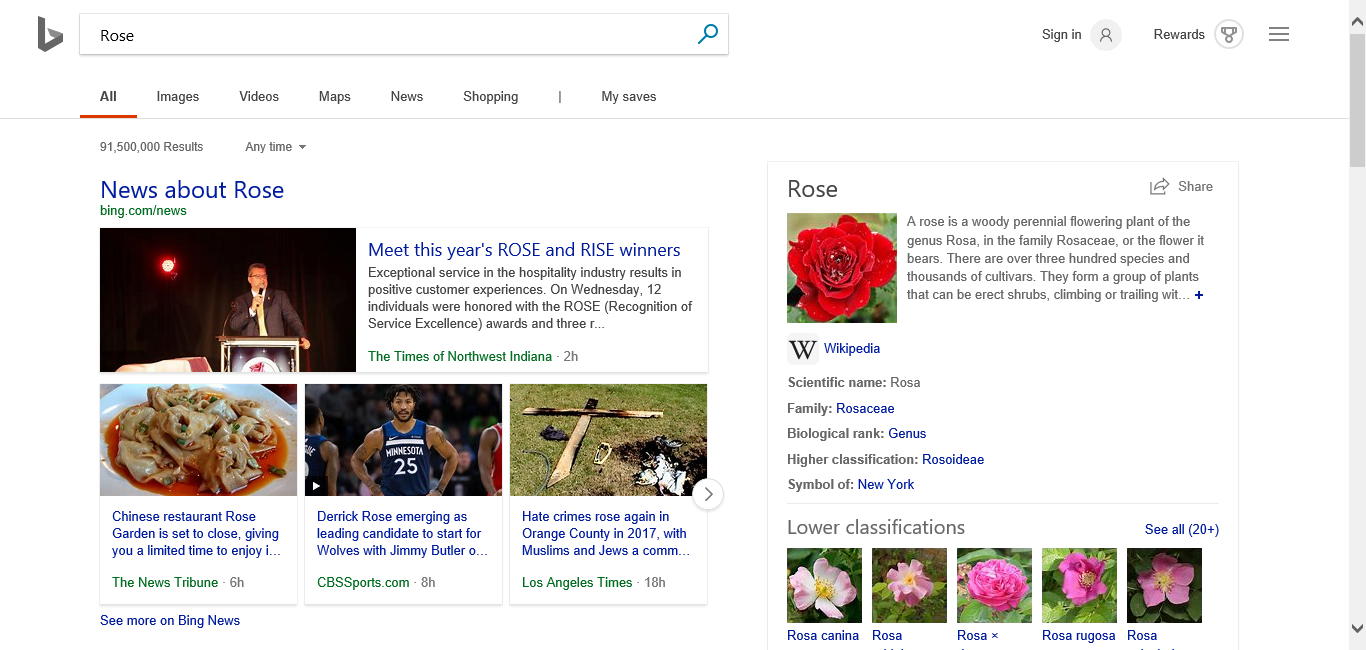 Rose
Sign in
Rewards
All
Images
Videos
Maps
News
Shopping
|
My saves
91,500,000 Results
Any time
News about Rose
bing.com/news
Meet this year's ROSE and RISE winners
Exceptional service in the hospitality industry results in
positive customer experiences. On Wednesday, 12
individuals were honored with the ROSE (Recognition of
Service Excellence) awards and three r...
The Times of Northwest Indiana · 2h
MINNESOTA
25
Chinese restaurant Rose
Garden is set to close, giving
you a limited time to enjoy i...
The News Tribune · 6h
Derrick Rose emerging as
leading candidate to start for
Wolves with Jimmy Butler o...
CBSSports.com · 8h
Hate crimes rose again in
Orange County in 2017, with
Muslims and Jews a comm...
Los Angeles Times · 18h
See more on Bing News
Rose
Share
A rose is a woody perennial flowering plant of the
genus Rosa, in the family Rosaceae, or the flower it
bears. There are over three hundred species and
thousands of cultivars. They form a group of plants
that can be erect shrubs, climbing or trailing wit... +
W Wikipedia
Scientific name: Rosa
Family: Rosaceae
Biological rank: Genus
Higher classification: Rosoideae
Symbol of: New York
Lower classifications
See all (20+)
Rosa canina
Rosa
Rosa ×
Rosa rugosa
Rosa